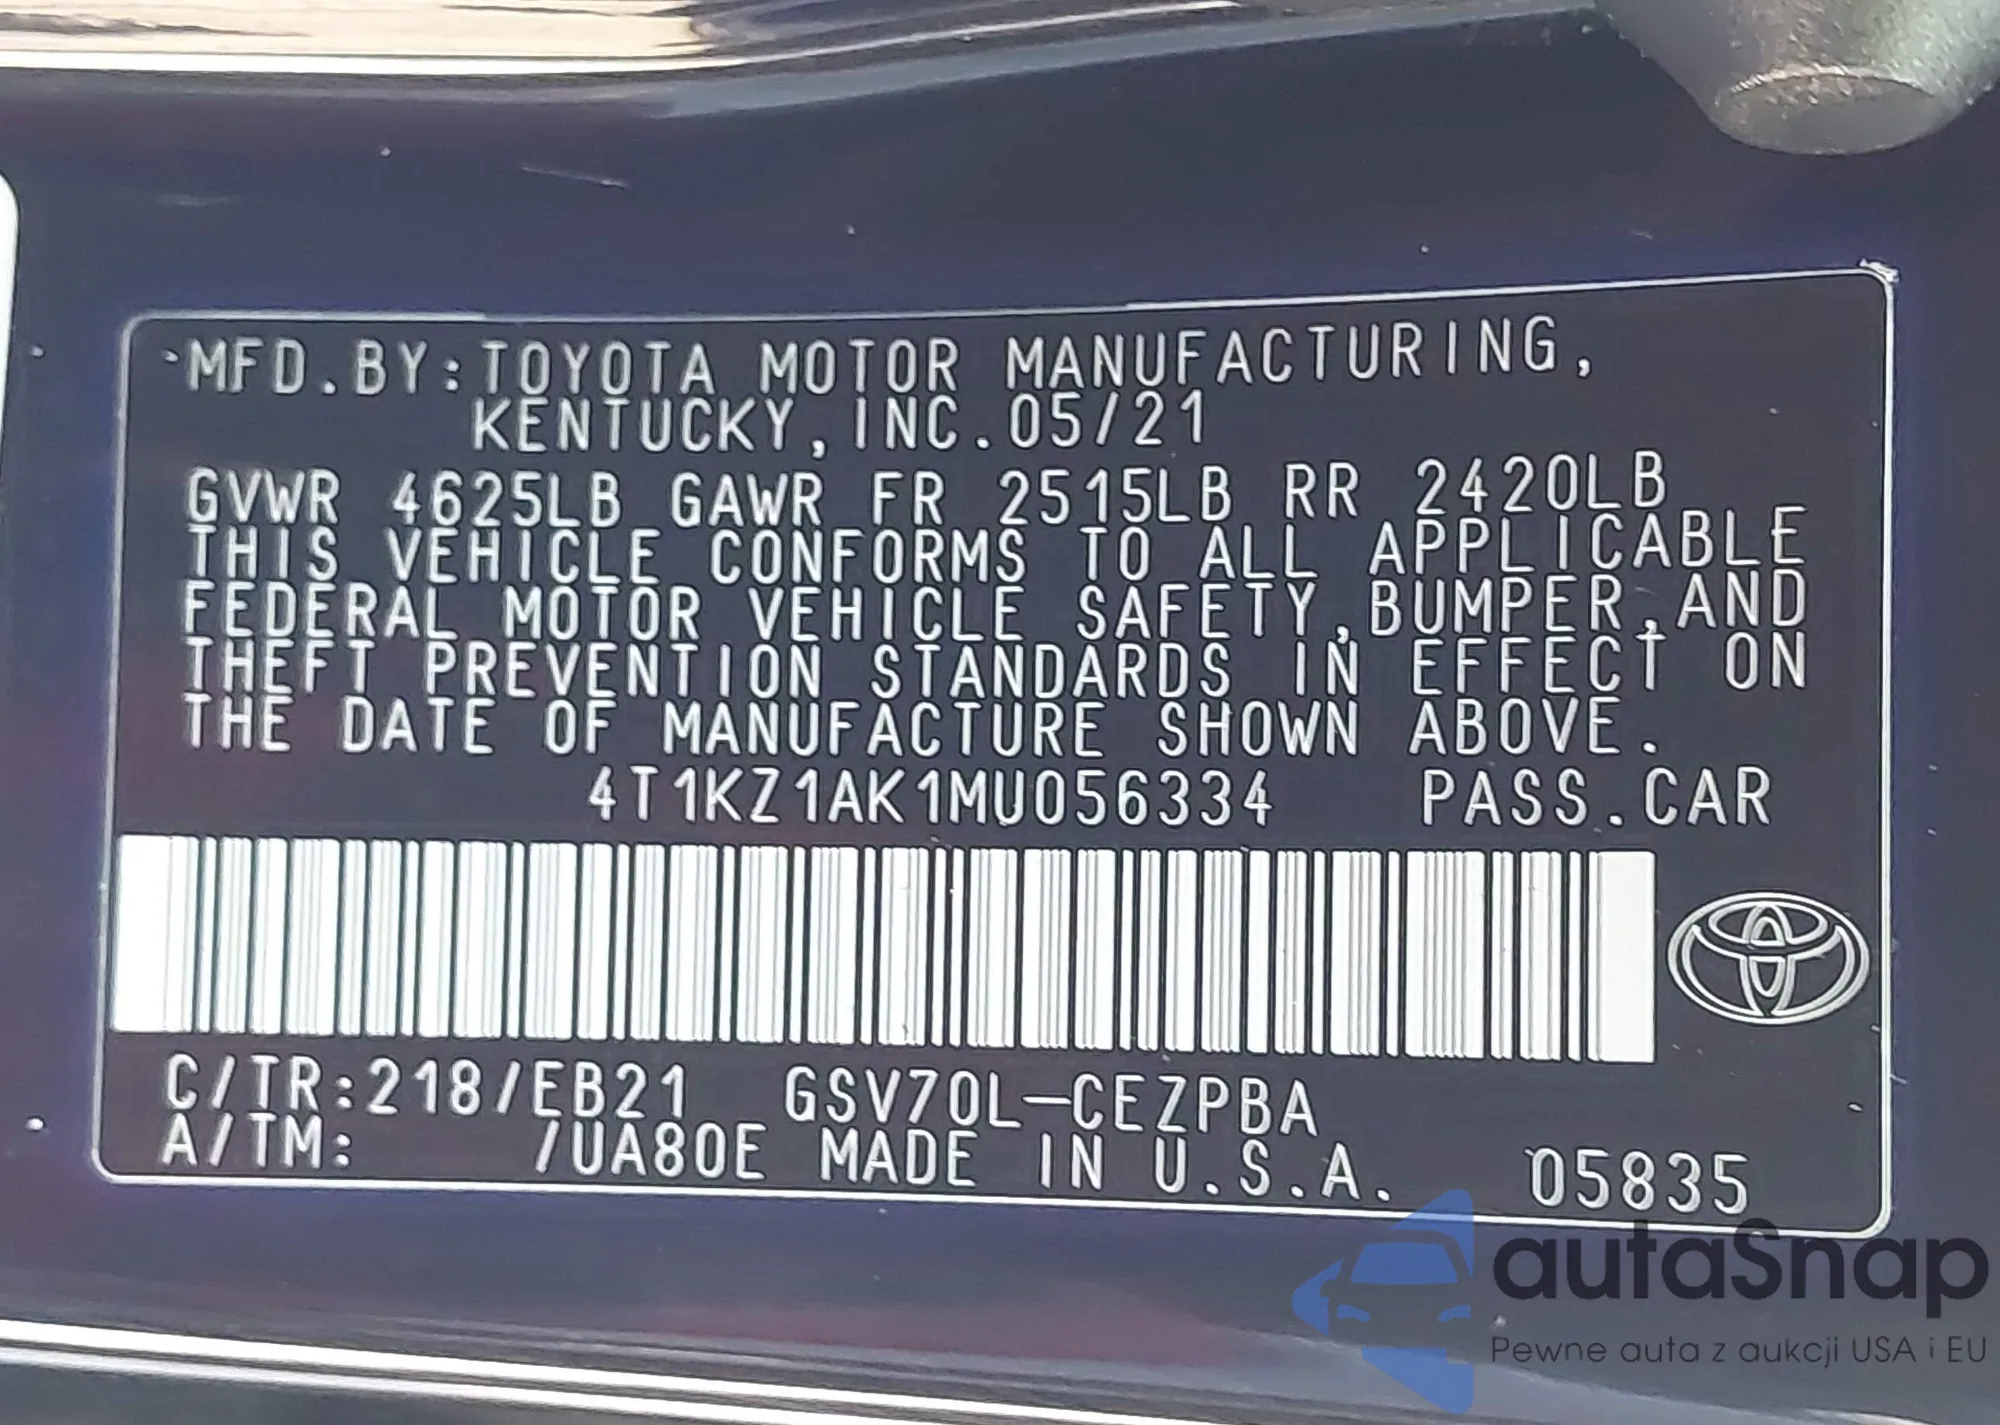 MFD.BY:TOYOTA MOTOR MANUFACTURING,
KENTUCKY,INC.05/21
GVWR 4625LB GAWR FR 2515LB RR 2420LB
THIS VEHICLE CONFORMS TO ALL APPLICABLE
FEDERAL MOTOR VEHICLE SAFETY,BUMPER,AND
THEFT PREVENTION STANDARDS IN EFFECT ON
THE DATE OF MANUFACTURE SHOWN ABOVE.
4T1KZ1AK1MU056334 PASS.CAR
C/TR:218/EB21 GSV70L-CEZPBA
A/TM: /UA80E MADE IN U.S.A. 05835
autaSnap
Pewne auta z aukcji USA i EU